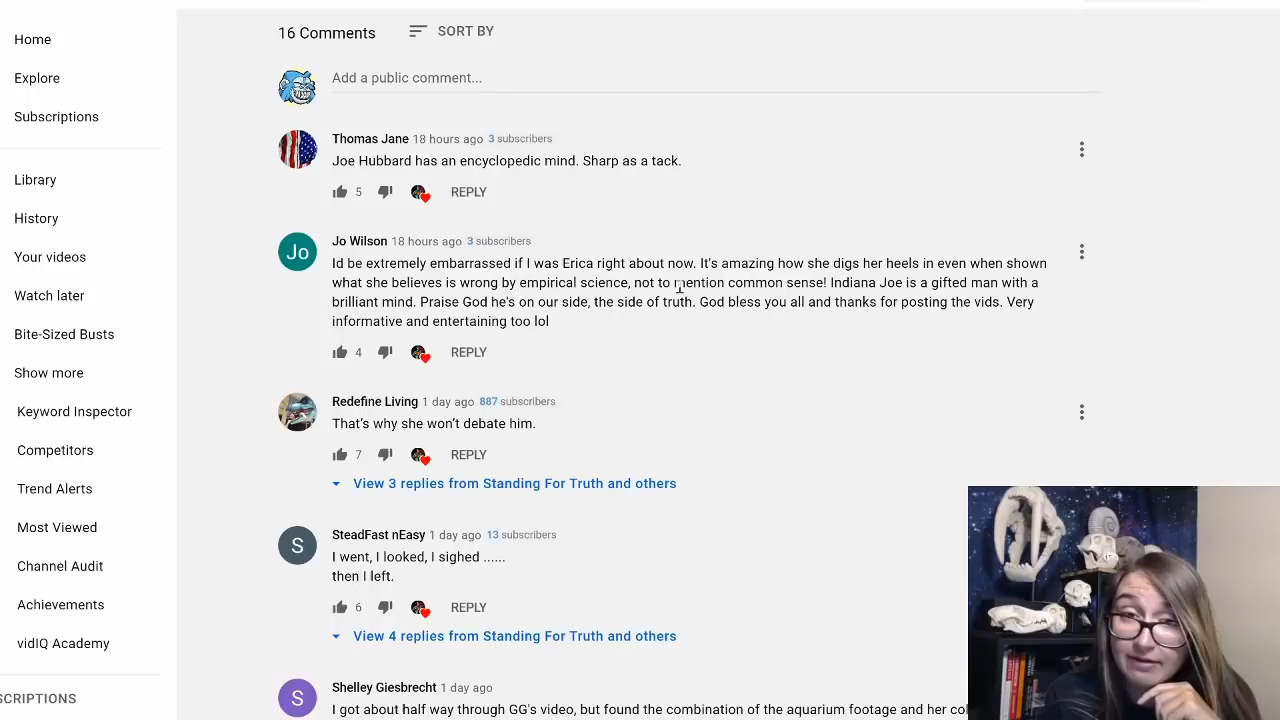 16 Comments
SORT BY
Home
Explore
Subscriptions
Library
History
Your videos
Watch later
Bite-Sized Busts
Show more
Keyword Inspector
Competitors
Trend Alerts
Most Viewed
Channel Audit
Achievements
vidIQ Academy
SCRIPTIONS
Add a public comment...
Thomas Jane 18 hours ago 3 subscribers
Joe Hubbard has an encyclopedic mind. Sharp as a tack.
5 REPLY
Jo
Jo Wilson 18 hours ago 3 subscribers
Id be extremely embarrassed if I was Erica right about now. It's amazing how she digs her heels in even when shown
what she believes is wrong by empirical science, not to mention common sense! Indiana Joe is a gifted man with a
brilliant mind. Praise God he's on our side, the side of truth. God bless you all and thanks for posting the vids. Very
informative and entertaining too lol
4 REPLY
Redefine Living 1 day ago 887 subscribers
That's why she won't debate him.
7 REPLY
View 3 replies from Standing For Truth and others
S
SteadFast nEasy 1 day ago 13 subscribers
I went, I looked, I sighed ......
then I left.
6 REPLY
View 4 replies from Standing For Truth and others
S
Shelley Giesbrecht 1 day ago
I got about half way through GG's video, but found the combination of the aquarium footage and her co